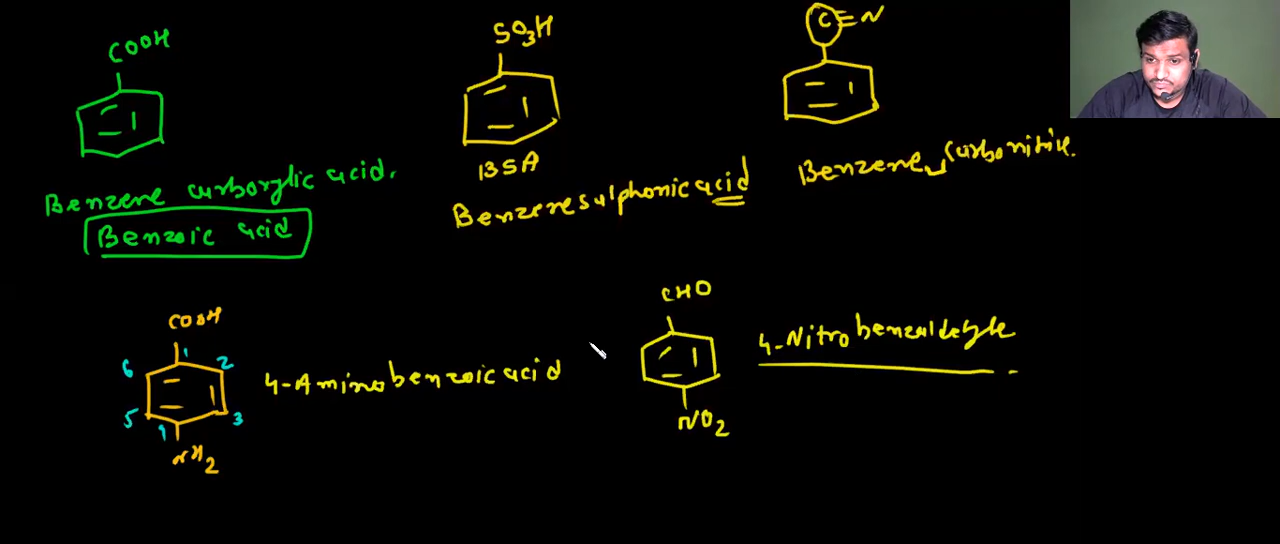 COOH
SO3H
C≡N
BSA
Benzene carboxylic acid.
Benzenesulphonic acid
Benzene carbonitrile.
Benzoic acid
COOH
1
2
6
3
5
4
NH2
4-Aminobenzoic acid
CHO
NO2
4-Nitrobenzaldehyde